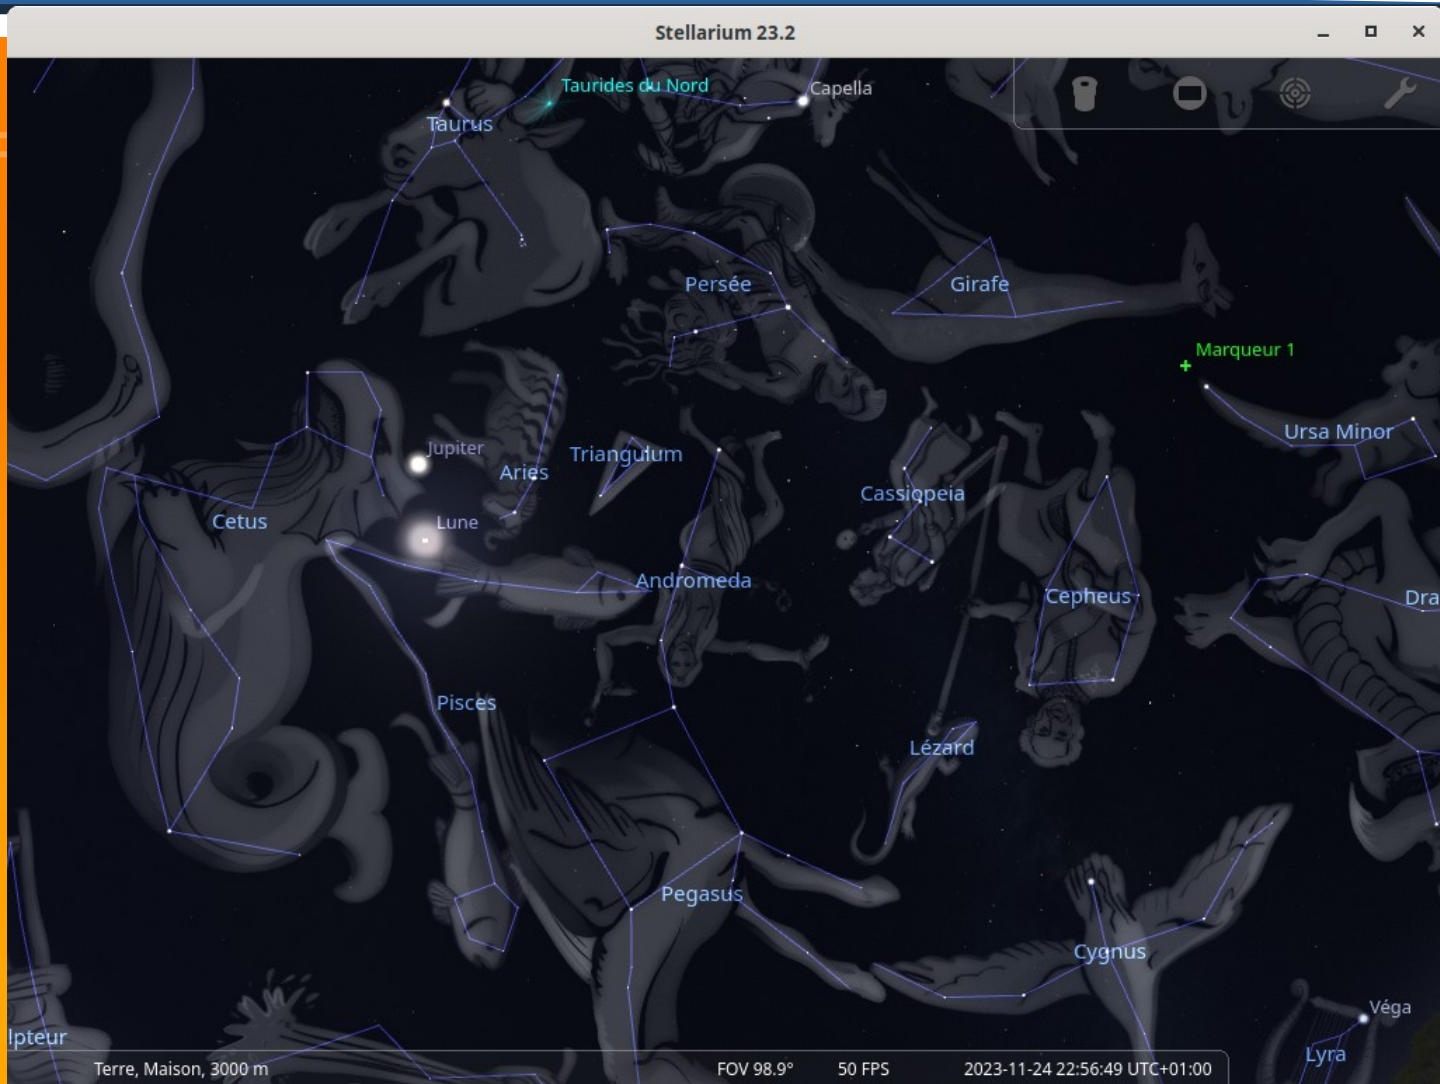 Stellarium 23.2
Taurides du Nord
Capella
Taurus
Persée
Girafe
Marqueur 1
Ursa Minor
Jupiter
Triangulum
Aries
Cassiopeia
Cetus
Lune
Andromeda
Cepheus
Dra
Pisces
Lézard
Pegasus
Cygnus
Véga
lpteur
Lyra
Terre, Maison, 3000 m
FOV 98.9°
50 FPS
2023-11-24 22:56:49 UTC+01:00